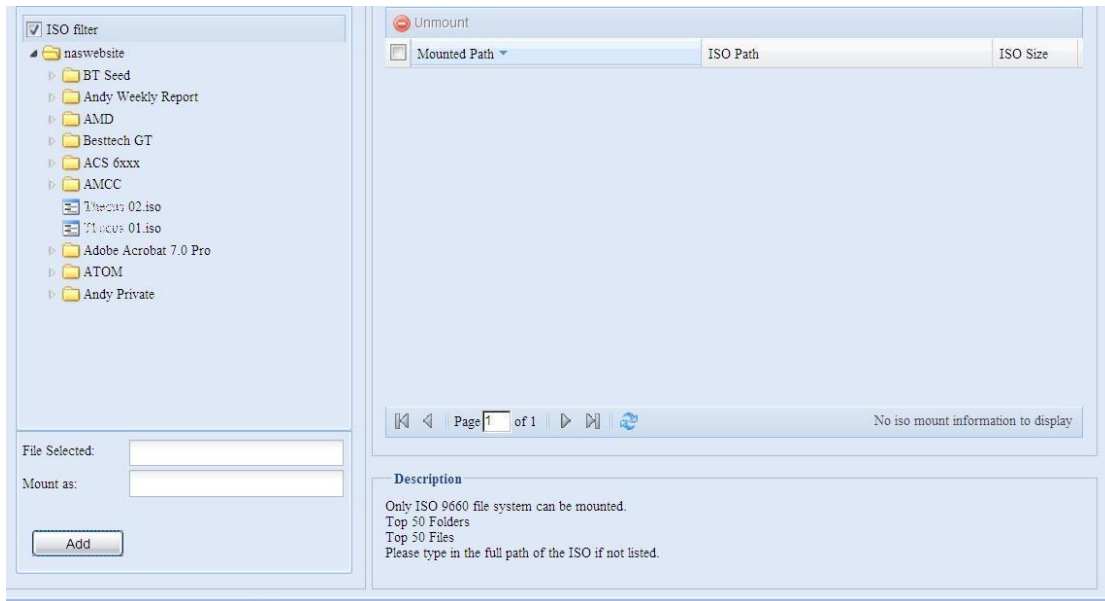 ISO filter
naswebsite
BT Seed
Andy Weekly Report
AMD
Besttech GT
ACS 6xxx
AMCC
02.iso
01.iso
Adobe Acrobat 7.0 Pro
ATOM
Andy Private
File Selected:
Mount as:
Add
Unmount
Mounted Path ISO Path ISO Size
Page 1 of 1 No iso mount information to display
Description
Only ISO 9660 file system can be mounted.
Top 50 Folders
Top 50 Files
Please type in the full path of the ISO if not listed.